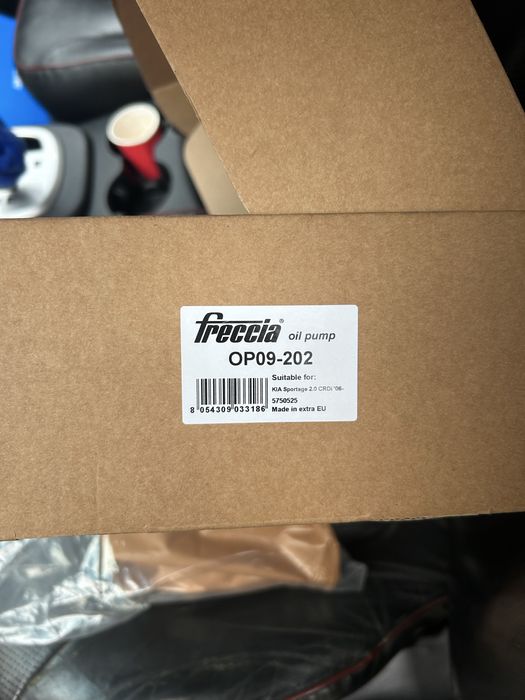 freccia® oil pump
OP09-202
Suitable for:
KIA Sportage 2.0 CRDi '06-
5750525
8 054309 033186 Made in extra EU